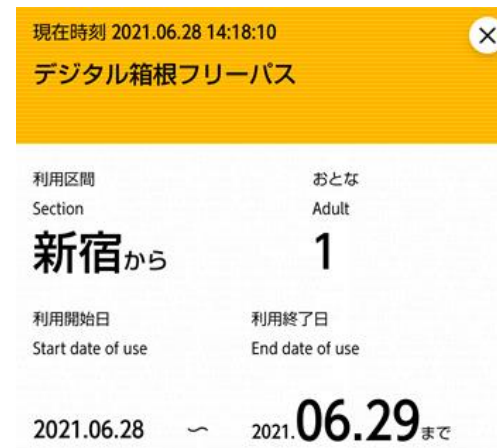 現在時刻 2021.06.28 14:18:10
デジタル箱根フリーパス
利用区間 おとな
Section Adult
新宿から 1
利用開始日 利用終了日
Start date of use End date of use
2021.06.28 ～ 2021.06.29まで